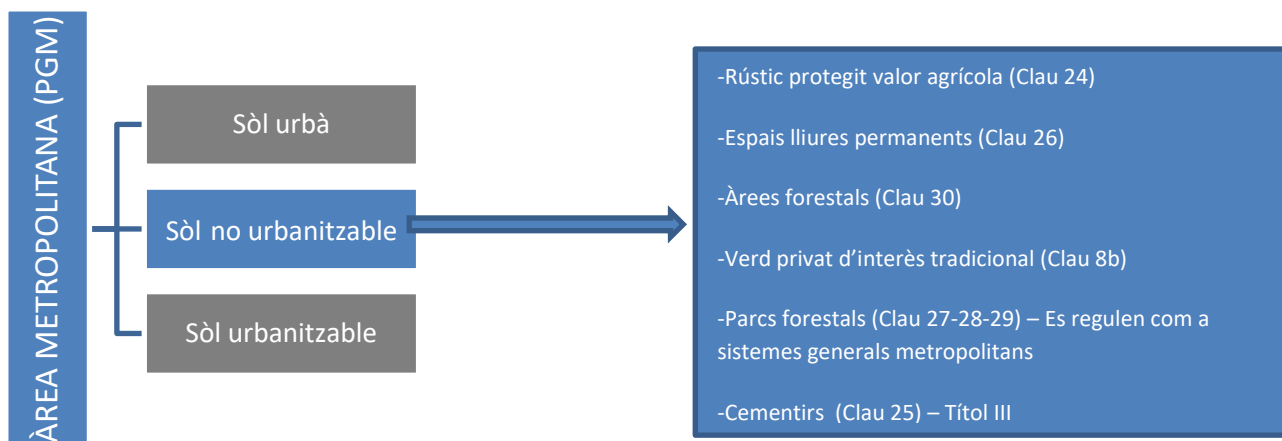 ÀREA METROPOLITANA (PGM)
Sòl urbà
Sòl no urbanitzable
Sòl urbanitzable
-Rústic protegit valor agrícola (Clau 24)
-Espais lliures permanents (Clau 26)
-Àrees forestals (Clau 30)
-Verd privat d’interès tradicional (Clau 8b)
-Parcs forestals (Clau 27-28-29) – Es regulen com a
sistemes generals metropolitans
-Cementirs (Clau 25) – Títol III